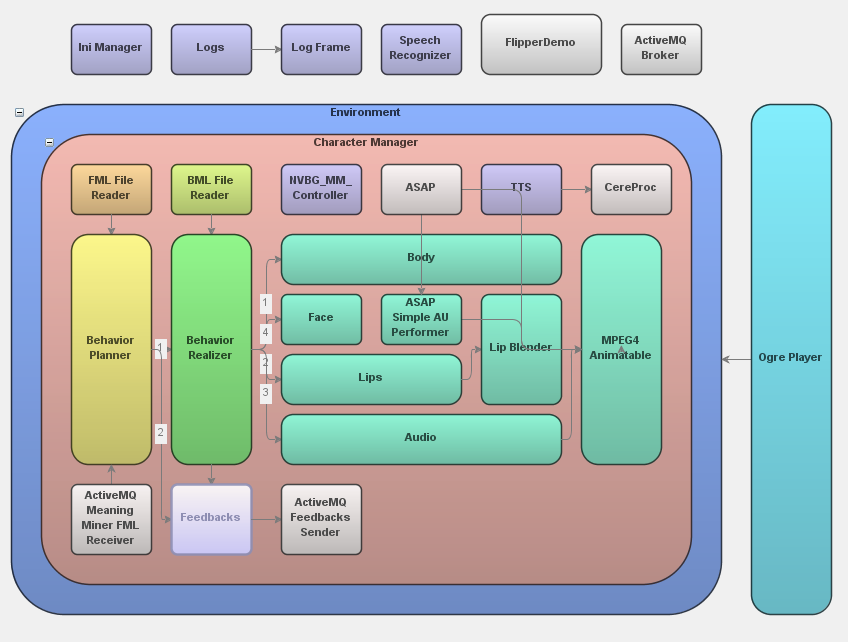 Ini Manager
Logs
Log Frame
Speech
Recognizer
FlipperDemo
ActiveMQ
Broker
Environment
Character Manager
FML File
Reader
BML File
Reader
NVBG_MM_
Controller
ASAP
TTS
CereProc
Body
1
Face
4
ASAP
Simple AU
Performer
Lip Blender
MPEG4
Animatable
Behavior
Planner
1
Behavior
Realizer
2
Lips
3
Audio
2
Ogre Player
ActiveMQ
Meaning
Miner FML
Receiver
Feedbacks
ActiveMQ
Feedbacks
Sender